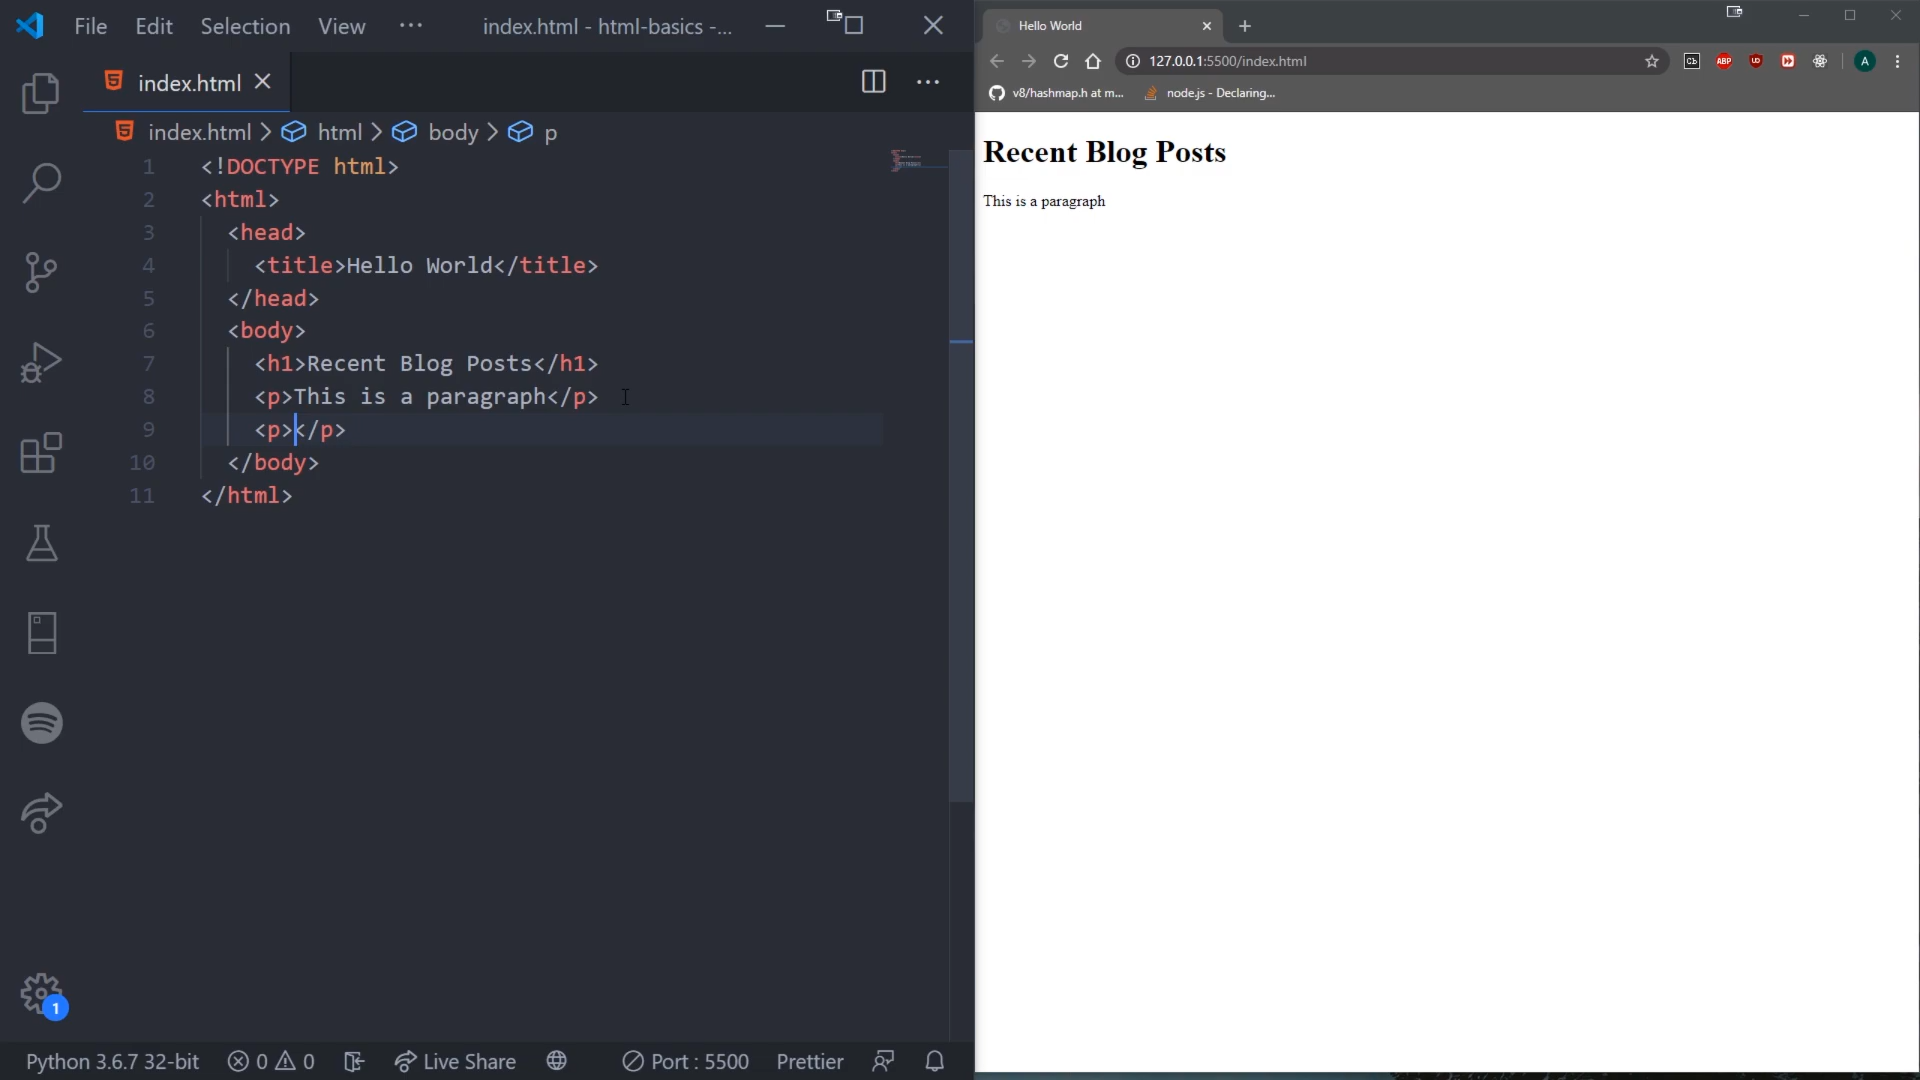 File Edit Selection View ··· index.html - html-basics -...
index.html
index.html > html > body > p
1 <!DOCTYPE html>
2 <html>
3 <head>
4 <title>Hello World</title>
5 </head>
6 <body>
7 <h1>Recent Blog Posts</h1>
8 <p>This is a paragraph</p>
9 <p></p>
10 </body>
11 </html>
1
Python 3.6.7 32-bit 0 0 Live Share Port : 5500 Prettier
Hello World
127.0.0.1:5500/index.html ABP A
v8/hashmap.h at m... node.js - Declaring...
Recent Blog Posts
This is a paragraph